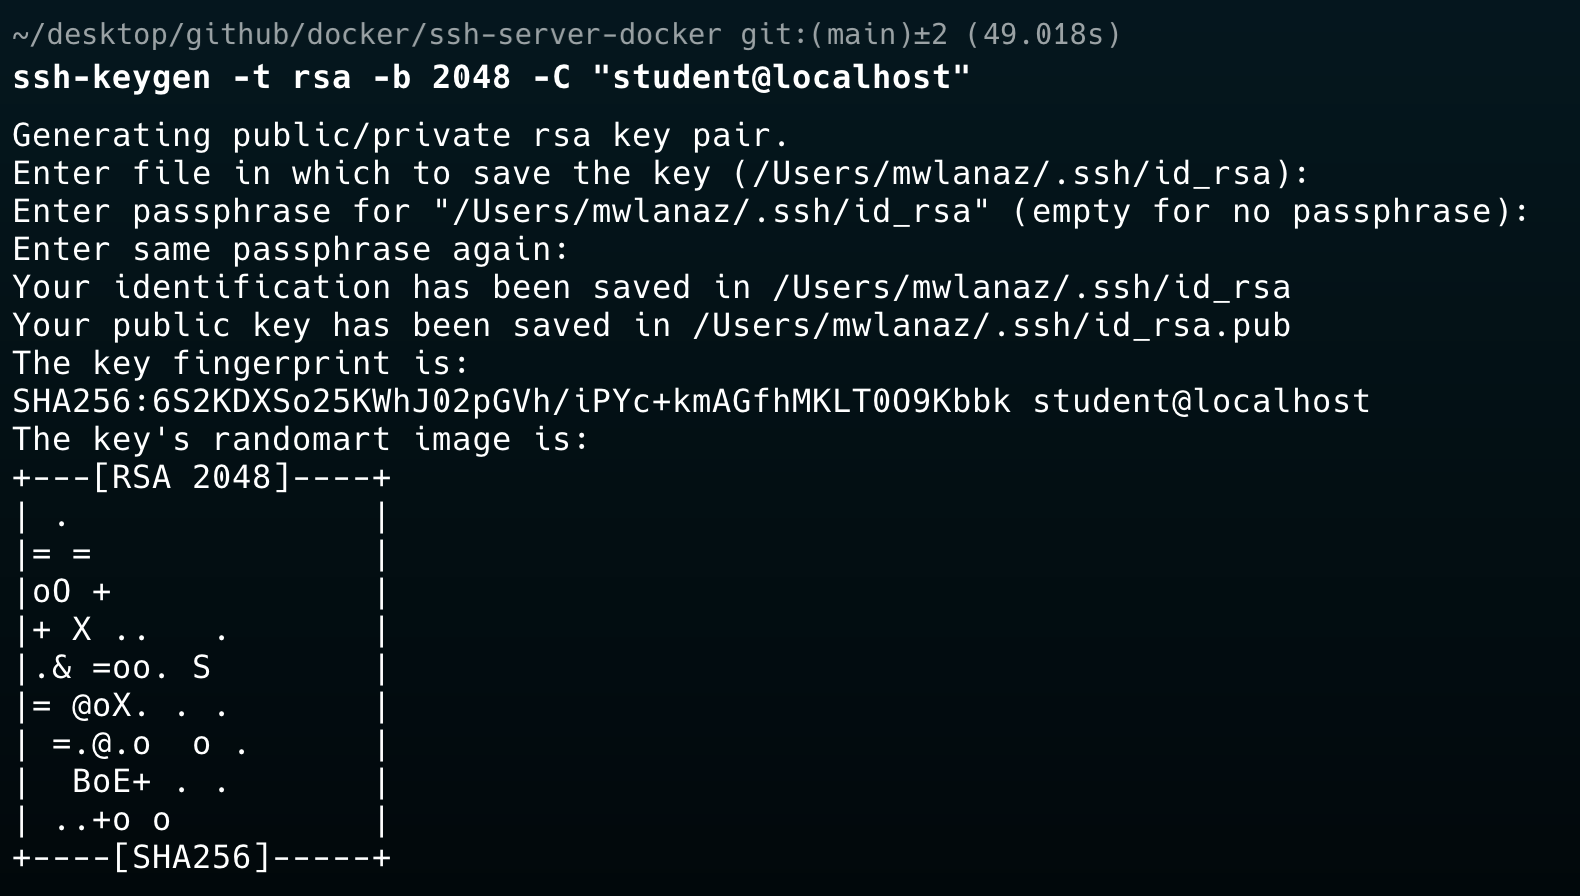 ~/desktop/github/docker/ssh-server-docker git:(main)±2 (49.018s)
ssh-keygen -t rsa -b 2048 -C "student@localhost"
Generating public/private rsa key pair.
Enter file in which to save the key (/Users/mwlanaz/.ssh/id_rsa):
Enter passphrase for "/Users/mwlanaz/.ssh/id_rsa" (empty for no passphrase):
Enter same passphrase again:
Your identification has been saved in /Users/mwlanaz/.ssh/id_rsa
Your public key has been saved in /Users/mwlanaz/.ssh/id_rsa.pub
The key fingerprint is:
SHA256:6S2KDXSo25KWhJ02pGVh/iPYc+kmAGfhMKLT0O9Kbbk student@localhost
The key's randomart image is:
+---[RSA 2048]----+
| .               |
|= =              |
|oO +             |
|+ X ..   .       |
|.& =oo. S        |
|= @oX. . .       |
| =.@.o  o .      |
|  BoE+ . .       |
| ..+o o          |
+----[SHA256]-----+